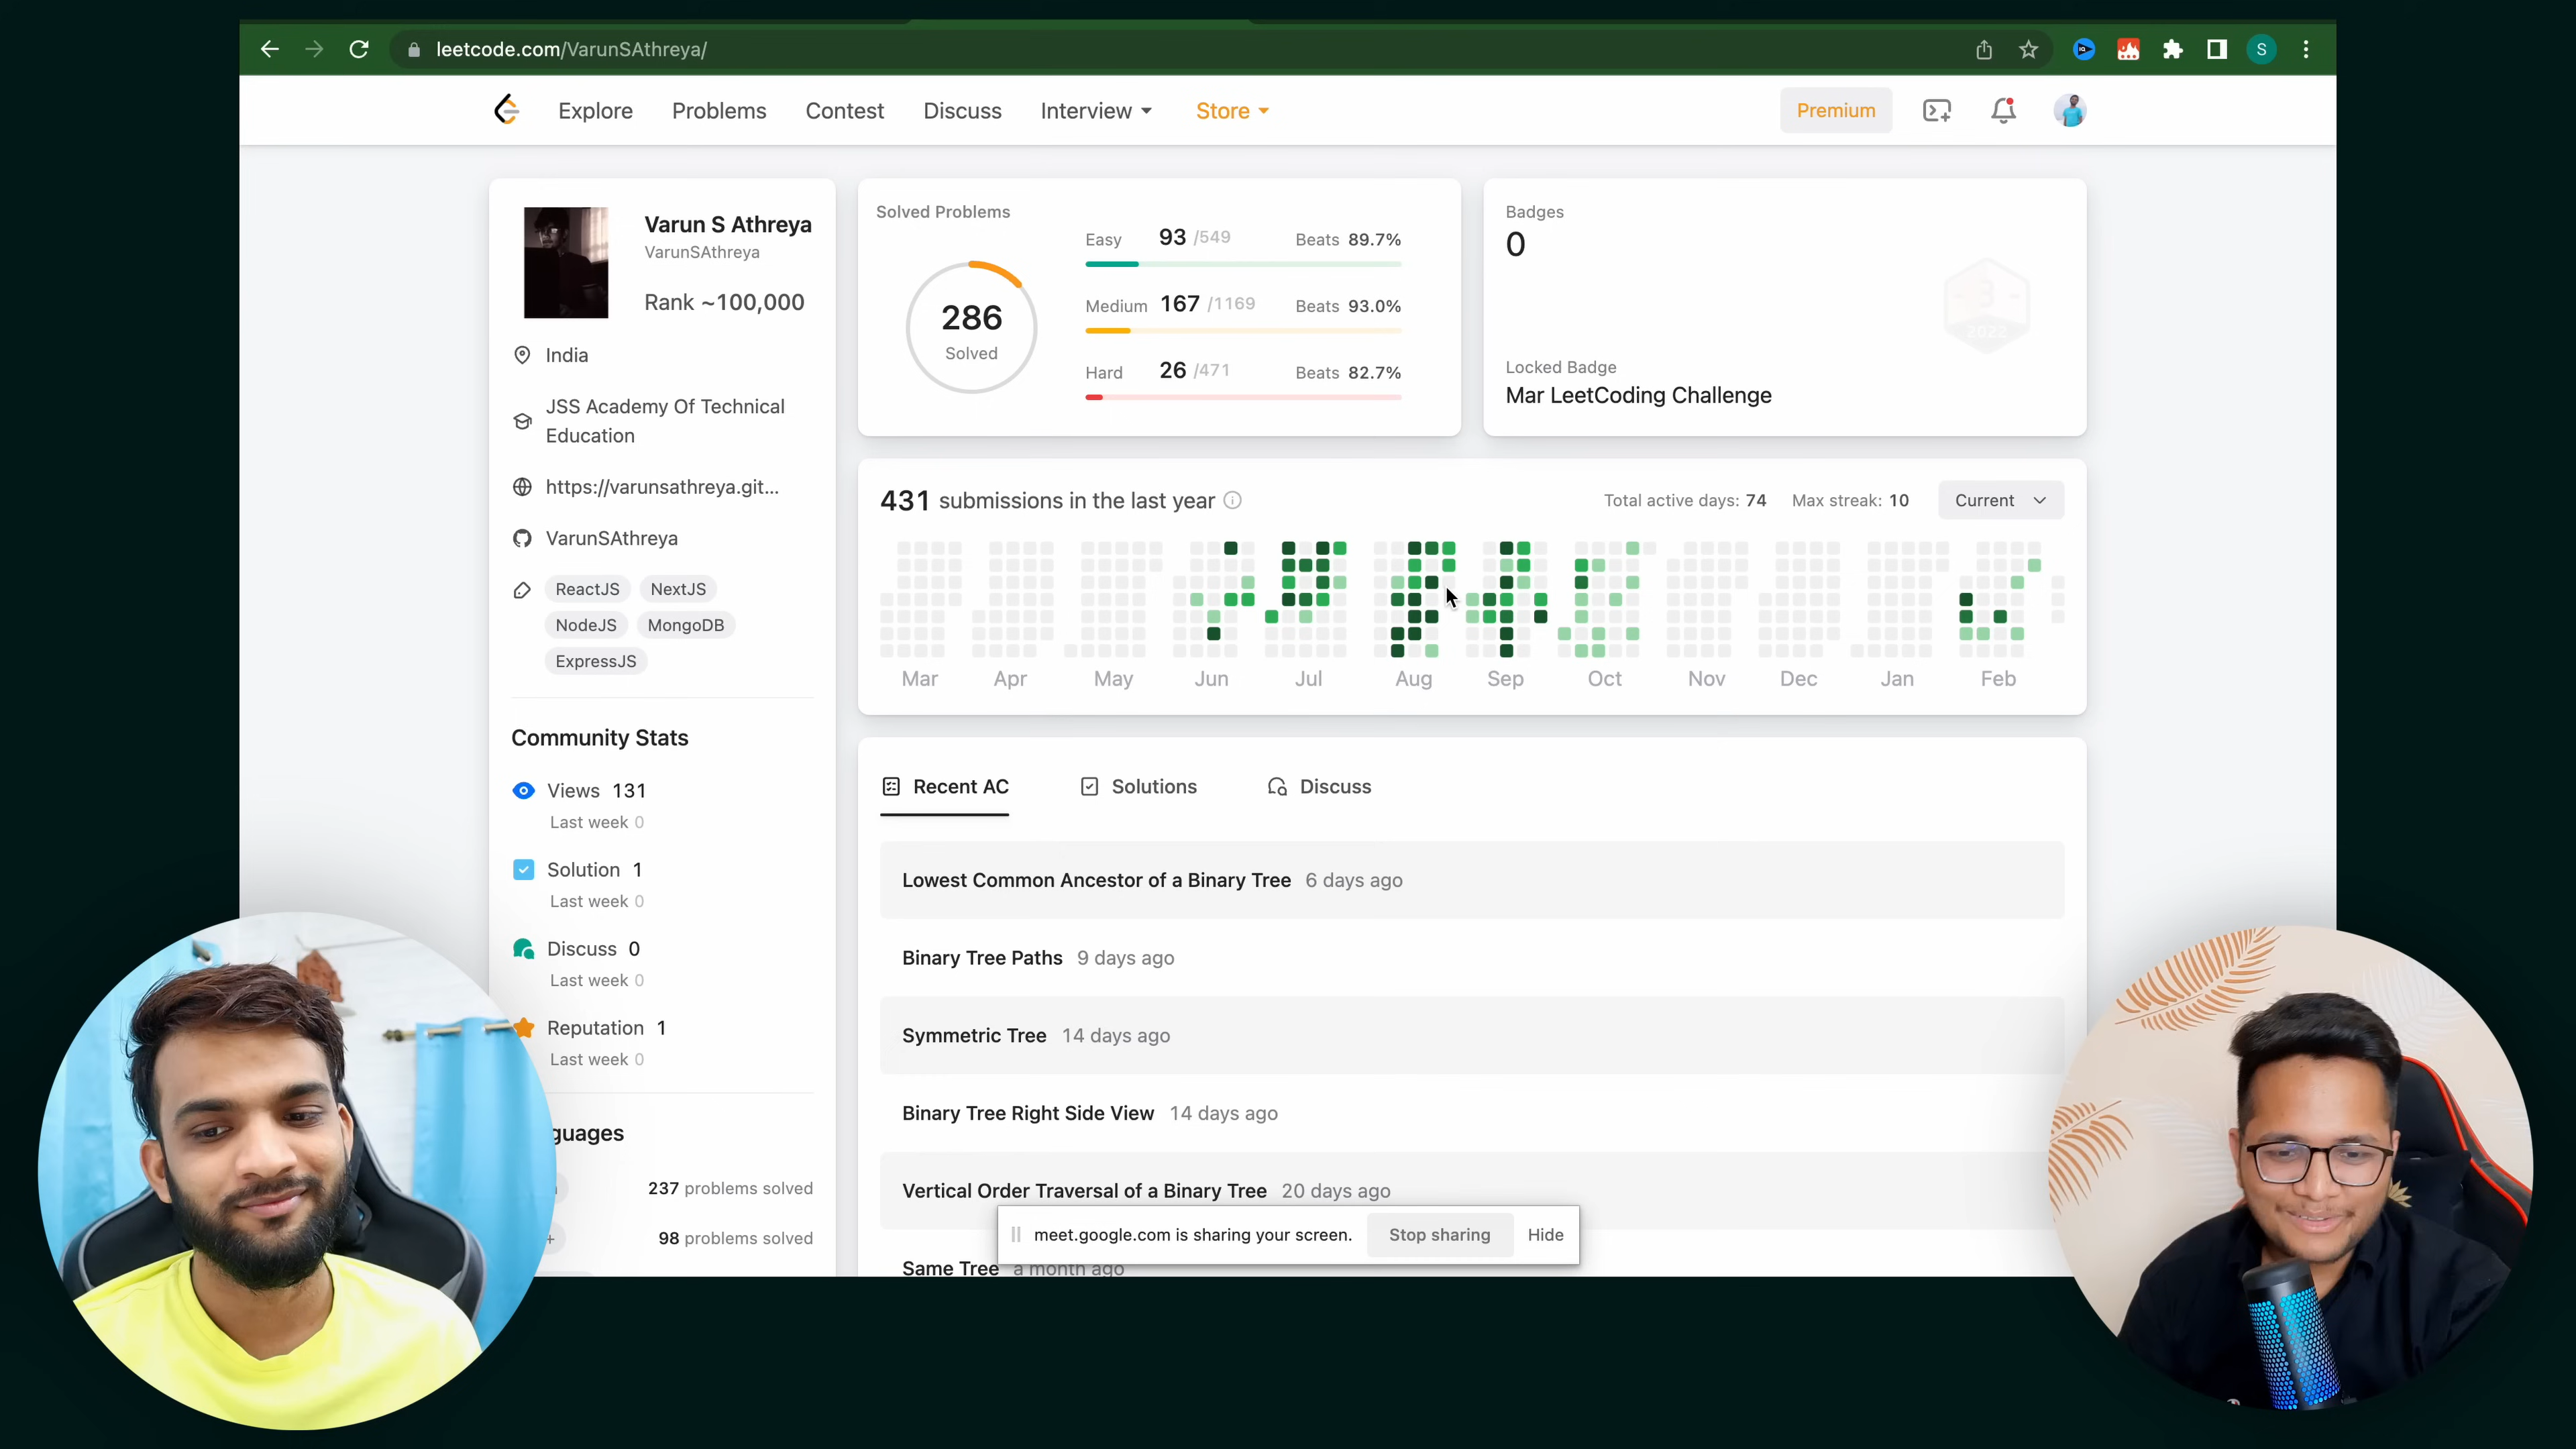 leetcode.com/VarunSAthreya/
S
Explore Problems Contest Discuss Interview Store Premium
Varun S Athreya
VarunSAthreya
Rank ~100,000
India
JSS Academy Of Technical
Education
https://varunsathreya.git...
VarunSAthreya
ReactJS NextJS
NodeJS MongoDB
ExpressJS
Community Stats
Views 131
Last week 0
Solution 1
Last week 0
Discuss 0
Last week 0
Reputation 1
Last week 0
guages
237 problems solved
98 problems solved
Solved Problems
286
Solved
Easy 93 /549 Beats 89.7%
Medium 167 /1169 Beats 93.0%
Hard 26 /471 Beats 82.7%
Badges
0
2022
Locked Badge
Mar LeetCoding Challenge
431 submissions in the last year
Total active days: 74 Max streak: 10 Current
Mar Apr May Jun Jul Aug Sep Oct Nov Dec Jan Feb
Recent AC Solutions Discuss
Lowest Common Ancestor of a Binary Tree 6 days ago
Binary Tree Paths 9 days ago
Symmetric Tree 14 days ago
Binary Tree Right Side View 14 days ago
Vertical Order Traversal of a Binary Tree 20 days ago
Same Tree a month ago
meet.google.com is sharing your screen. Stop sharing Hide